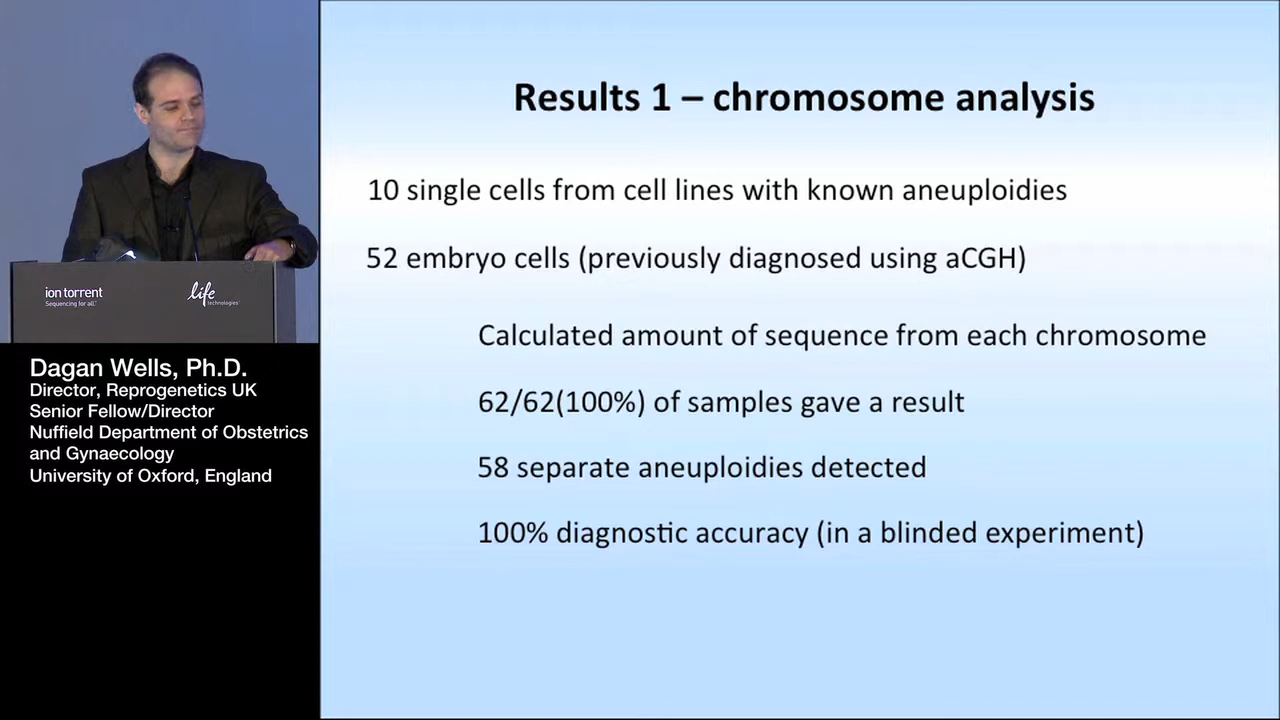 Results 1 – chromosome analysis
10 single cells from cell lines with known aneuploidies
52 embryo cells (previously diagnosed using aCGH)
Calculated amount of sequence from each chromosome
62/62(100%) of samples gave a result
58 separate aneuploidies detected
100% diagnostic accuracy (in a blinded experiment)
ion torrent
Sequencing for all™
life
technologies™
Dagan Wells, Ph.D.
Director, Reprogenetics UK
Senior Fellow/Director
Nuffield Department of Obstetrics
and Gynaecology
University of Oxford, England